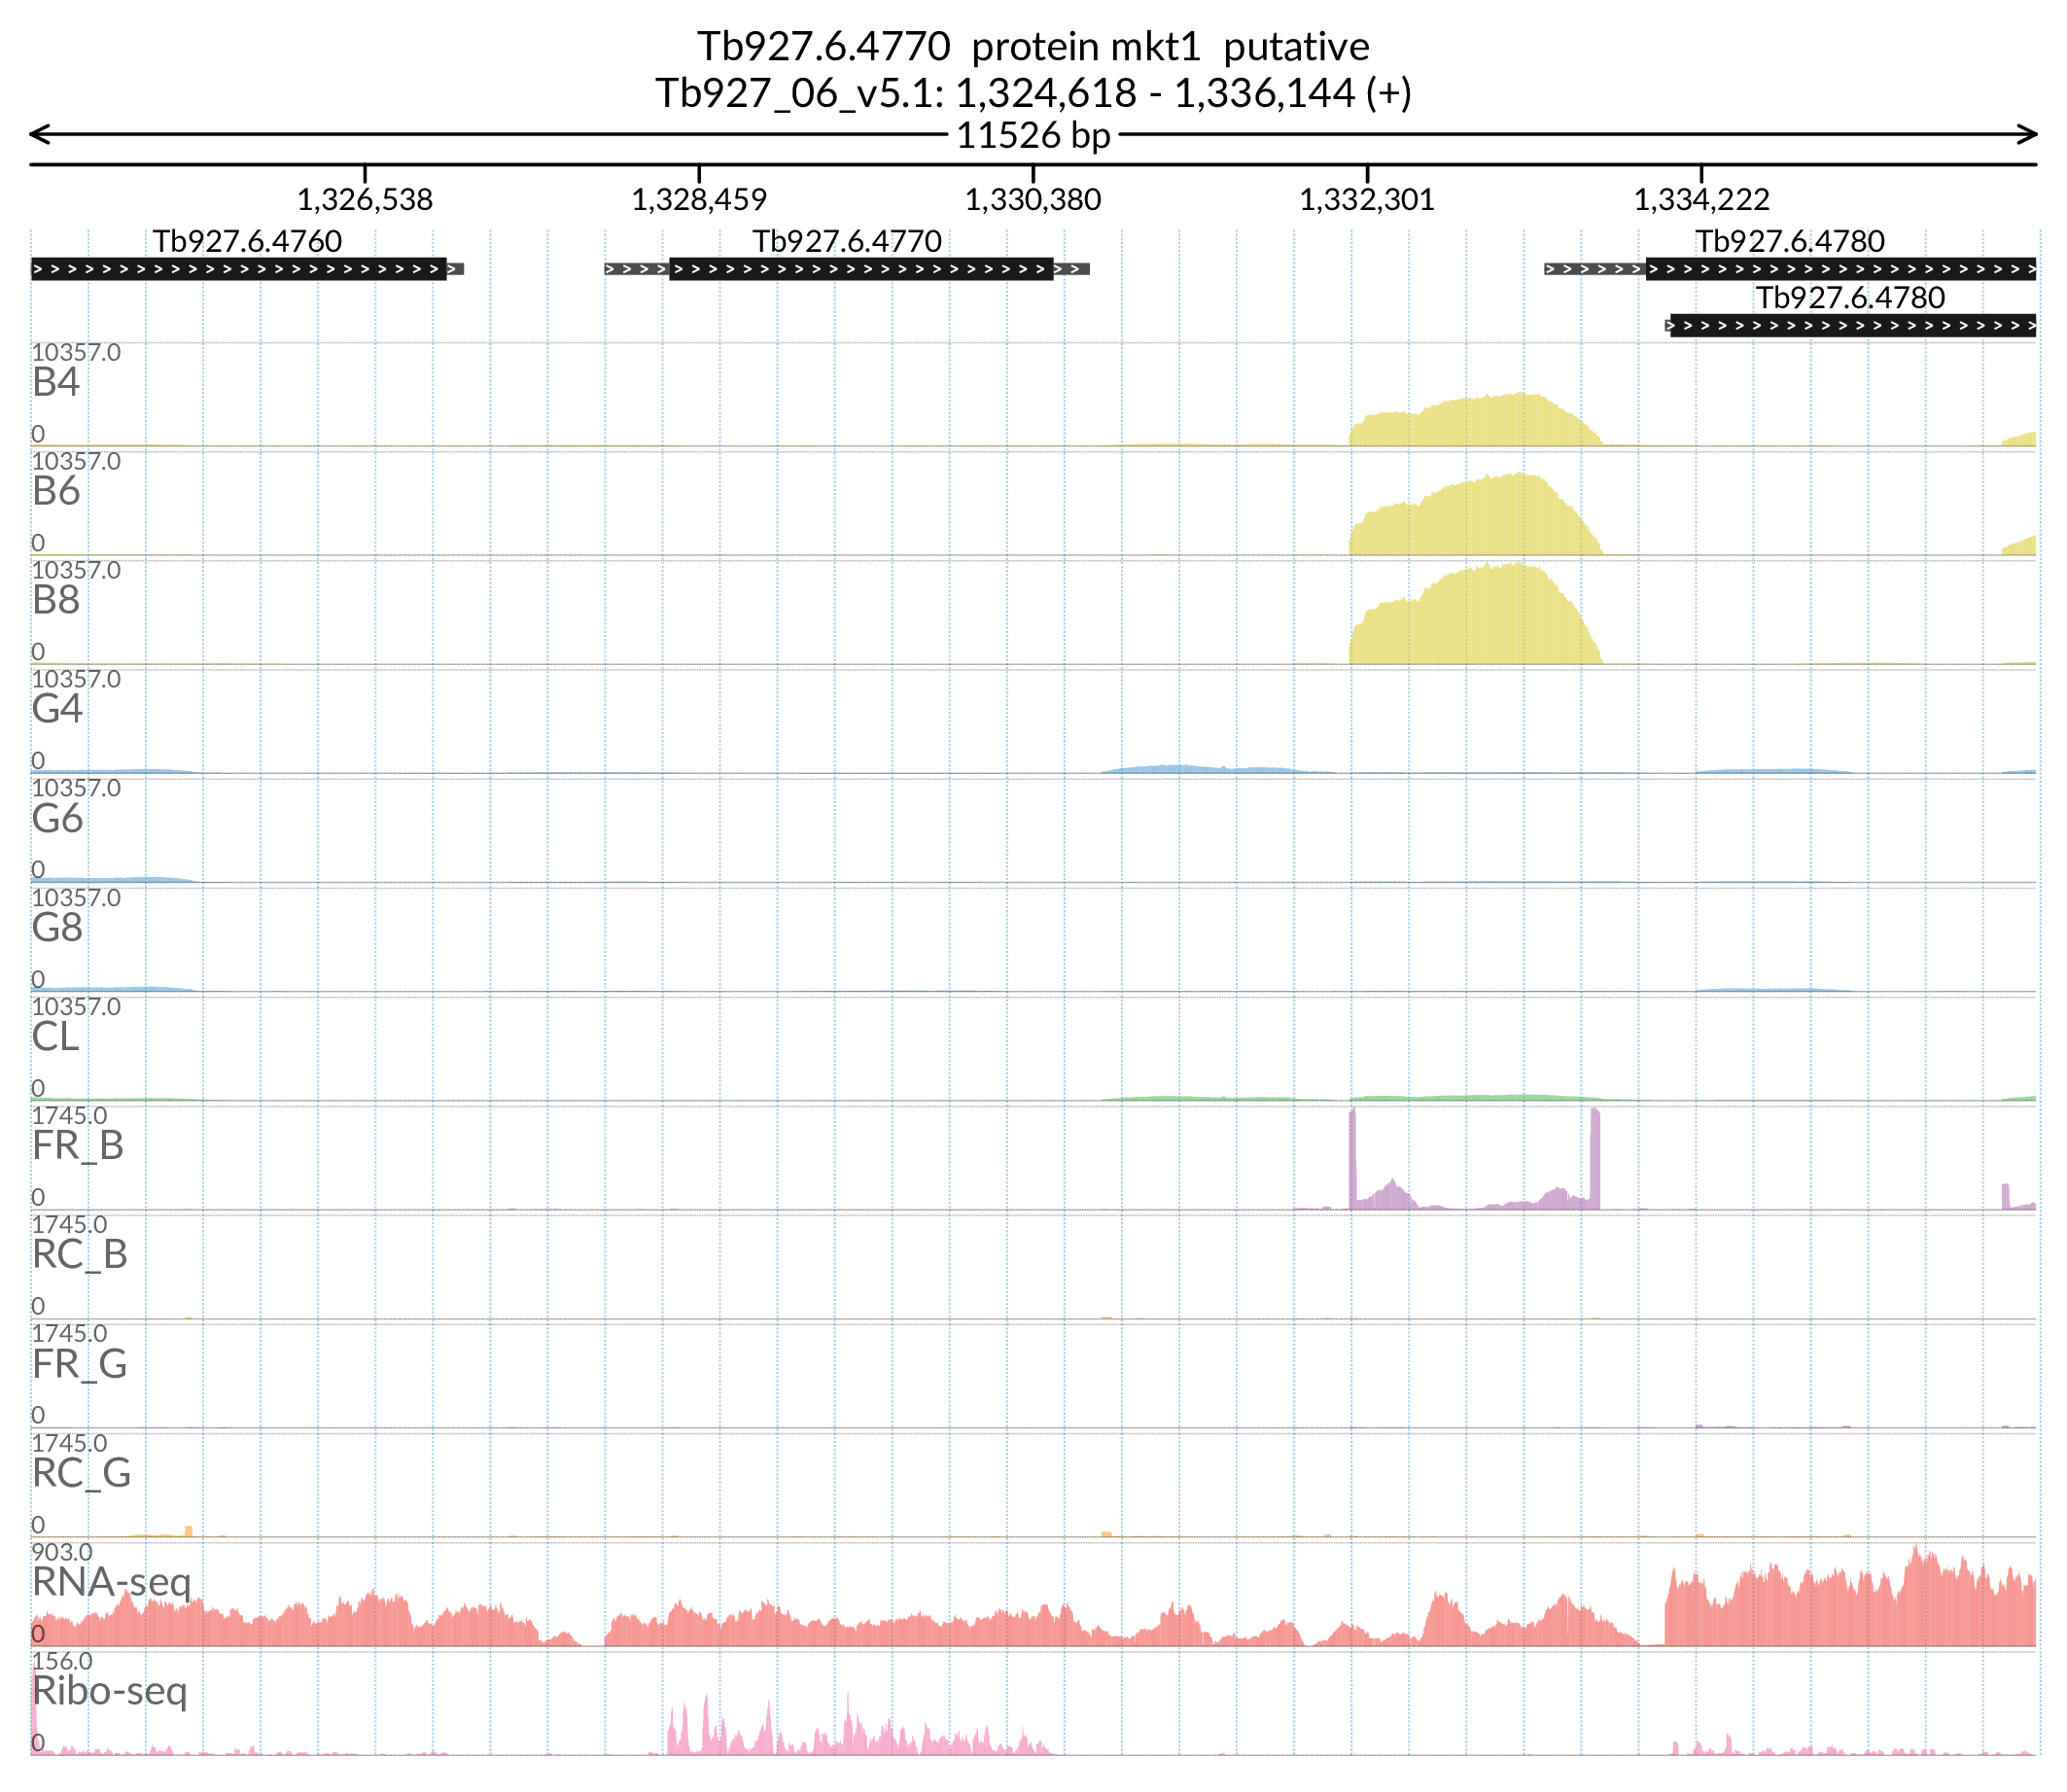 Tb927.6.4770 protein mkt1 putative
Tb927_06_v5.1: 1,324,618 - 1,336,144 (+)
11526 bp
1,326,538 1,328,459 1,330,380 1,332,301 1,334,222
Tb927.6.4760 Tb927.6.4770 Tb927.6.4780
Tb927.6.4780
10357.0
B4
0
10357.0
B6
0
10357.0
B8
0
10357.0
G4
0
10357.0
G6
0
10357.0
G8
0
10357.0
CL
0
1745.0
FR_B
0
1745.0
RC_B
0
1745.0
FR_G
0
1745.0
RC_G
0
903.0
RNA-seq
0
156.0
Ribo-seq
0